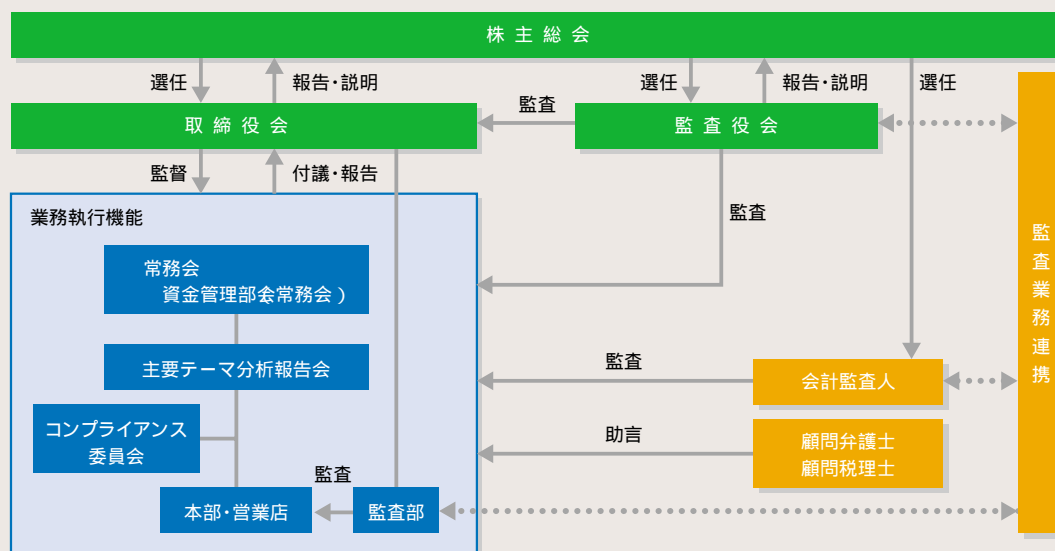 株主総会
選任
報告・説明
選任
報告・説明
選任
取締役会
監査
監査役会
監督
付議・報告
監査
業務執行機能
常務会
資金管理部会(常務会)
主要テーマ分析報告会
監査
会計監査人
コンプライアンス
委員会
助言
顧問弁護士
顧問税理士
監査
本部・営業店
監査部
監査業務連携